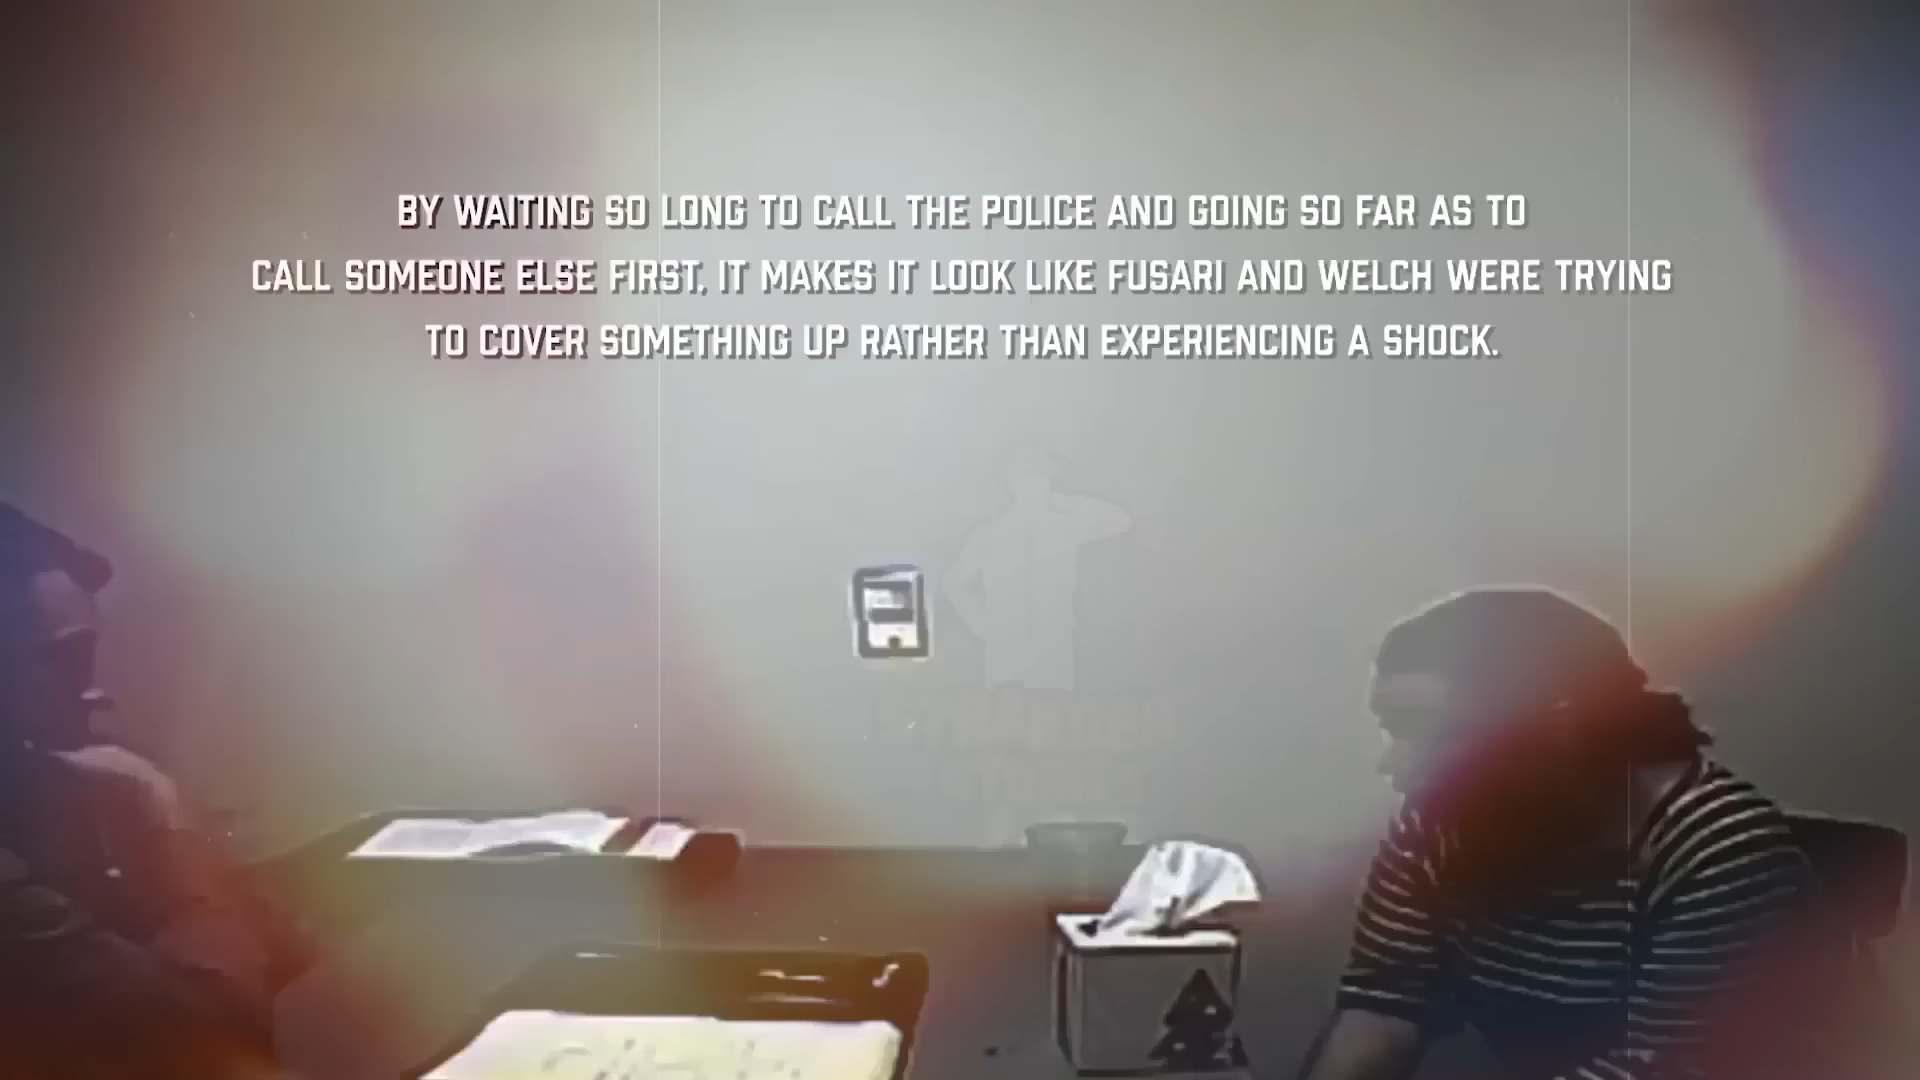 BY WAITING SO LONG TO CALL THE POLICE AND GOING SO FAR AS TO
CALL SOMEONE ELSE FIRST, IT MAKES IT LOOK LIKE FUSARI AND WELCH WERE TRYING
TO COVER SOMETHING UP RATHER THAN EXPERIENCING A SHOCK.